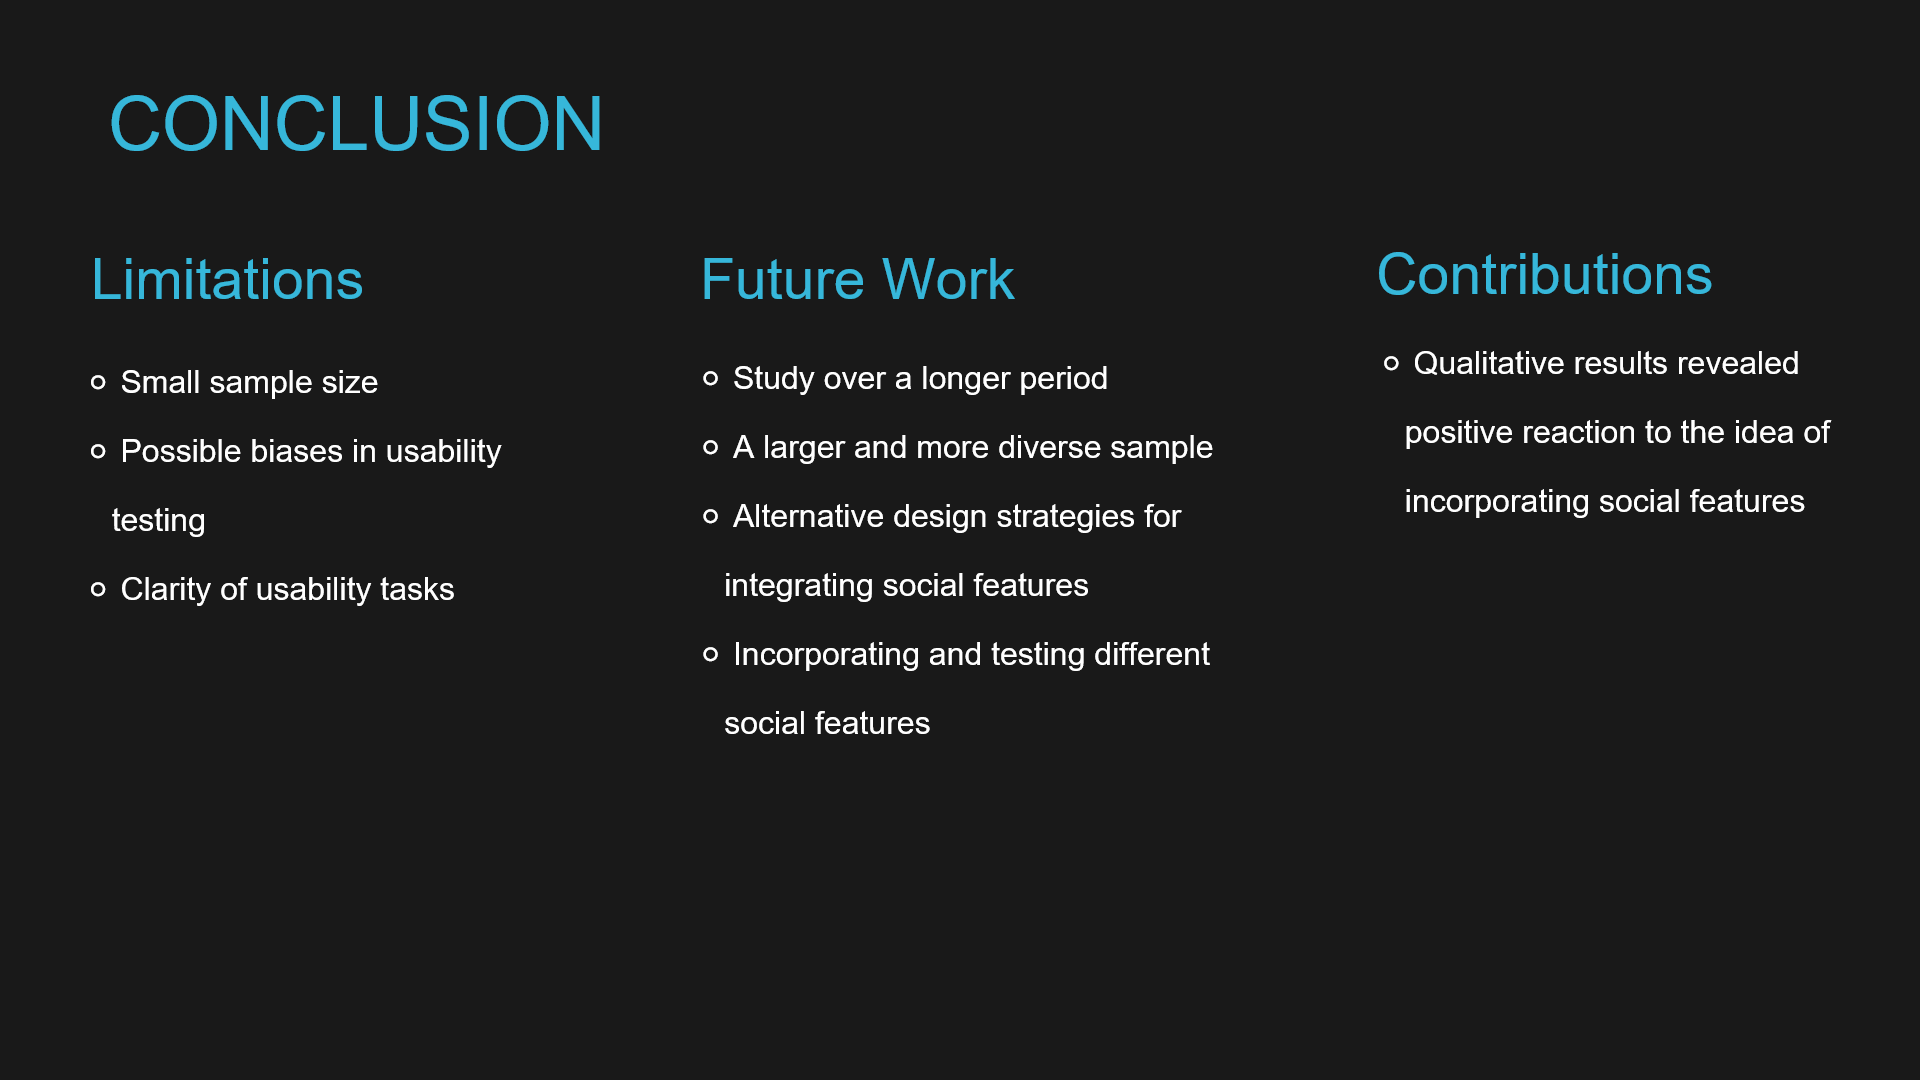 CONCLUSION
Limitations
Small sample size
Possible biases in usability
testing
Clarity of usability tasks
Future Work
Study over a longer period
A larger and more diverse sample
Alternative design strategies for
integrating social features
Incorporating and testing different
social features
Contributions
Qualitative results revealed
positive reaction to the idea of
incorporating social features